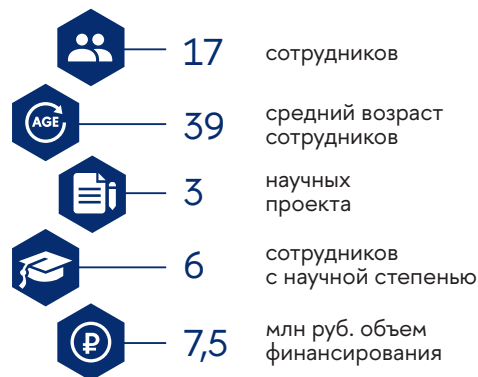 17 сотрудников
AGE
39 средний возраст
сотрудников
3 научных
проекта
6 сотрудников
с научной степенью
₽
7,5 млн руб. объем
финансирования